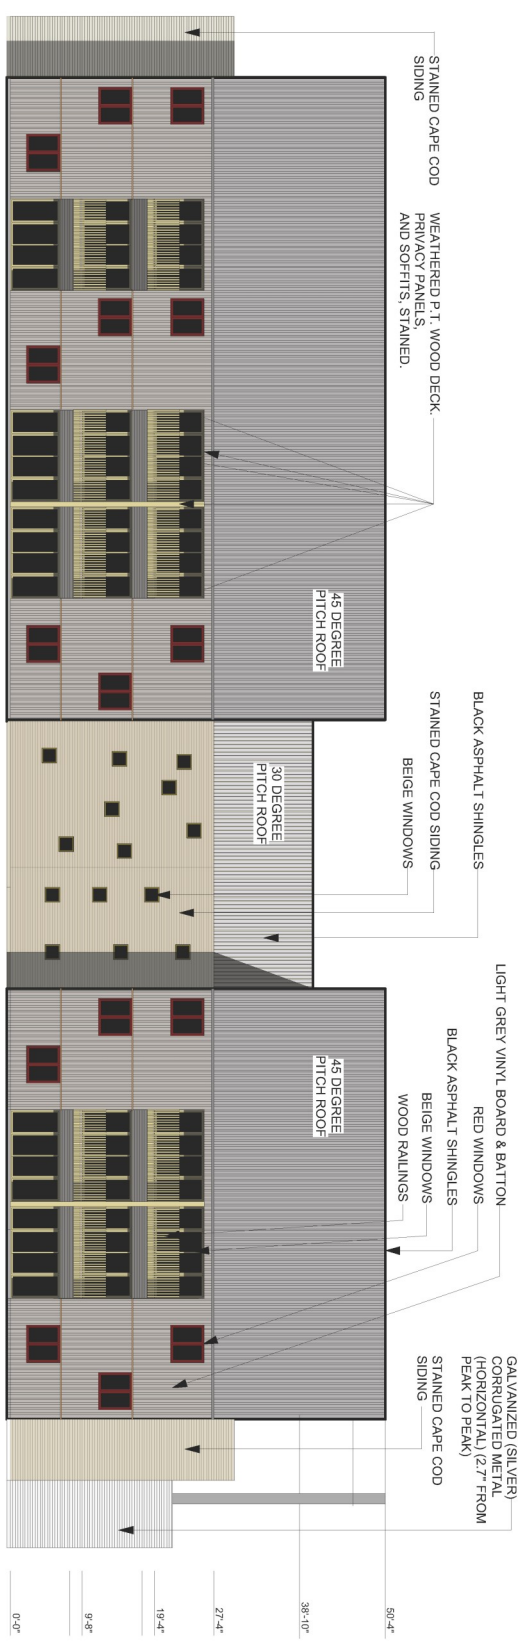 STAINED CAPE COD
SIDING
WEATHERED P.T. WOOD DECK.
PRIVACY PANELS,
AND SOFFITS, STAINED.
45 DEGREE
PITCH ROOF
BLACK ASPHALT SHINGLES
STAINED CAPE COD SIDING
BEIGE WINDOWS
30 DEGREE
PITCH ROOF
LIGHT GREY VINYL BOARD & BATTON
RED WINDOWS
BLACK ASPHALT SHINGLES
BEIGE WINDOWS
WOOD RAILINGS
45 DEGREE
PITCH ROOF
GALVANIZED (SILVER)
CORRUGATED METAL
(HORIZONTAL) (2.7" FROM
PEAK TO PEAK)
STAINED CAPE COD
SIDING
50'-4"
38'-10"
27'-4"
19'-4"
9'-8"
0'-0"